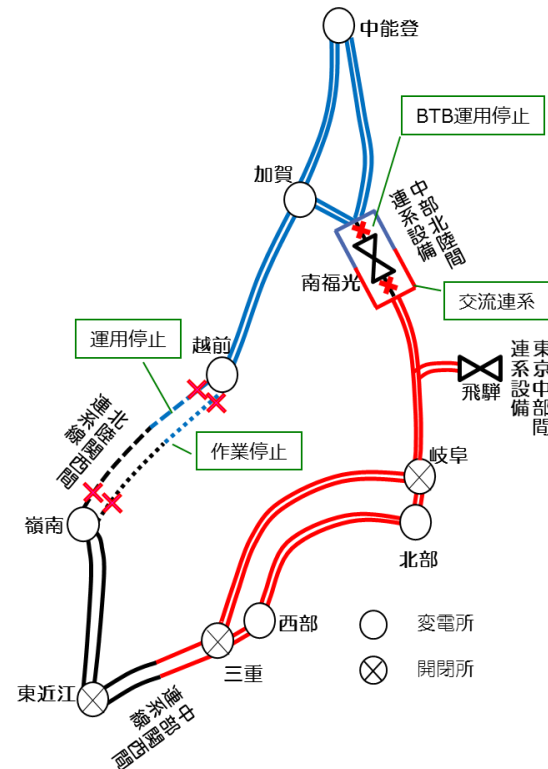 中能登
BTB運用停止
加賀
中部北陸間
連系設備
南福光
交流連系
運用停止
越前
東京中部間
連系設備
飛騨
北陸関西間
連系線
作業停止
岐阜
嶺南
北部
西部
変電所
三重
開閉所
東近江
中部関西間
連系線